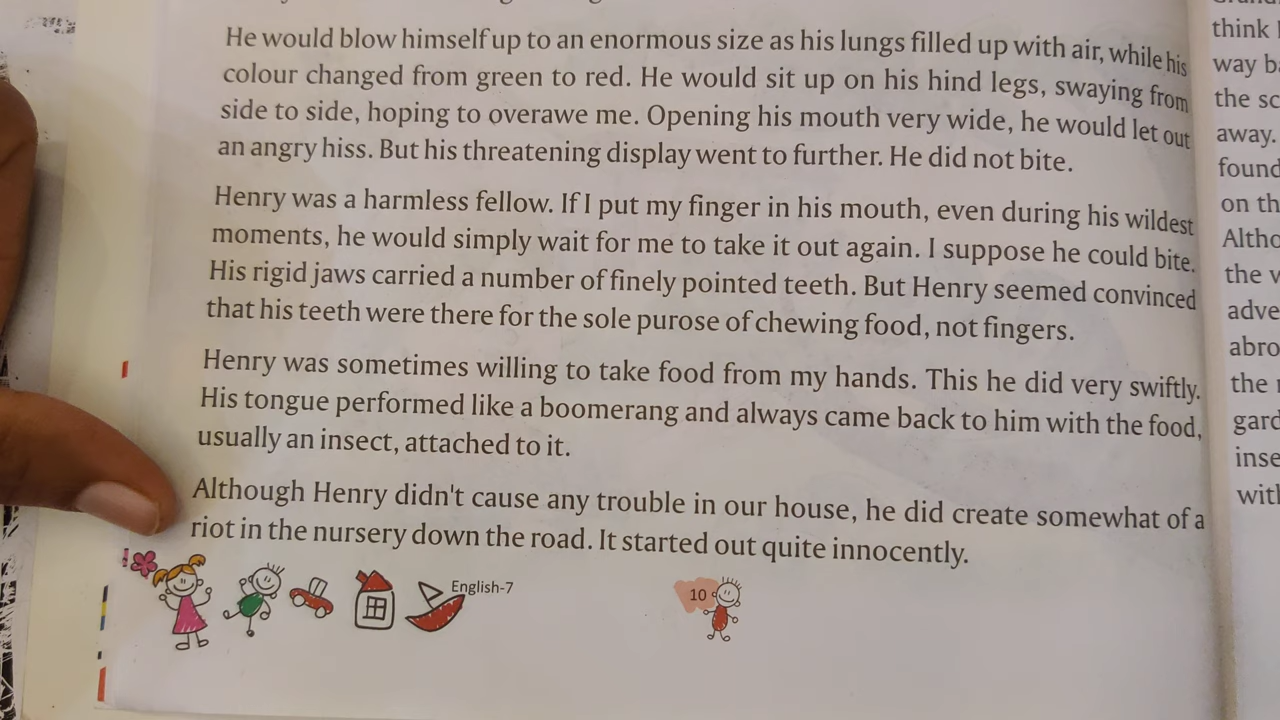 He would blow himself up to an enormous size as his lungs filled up with air, while his
colour changed from green to red. He would sit up on his hind legs, swaying from
side to side, hoping to overawe me. Opening his mouth very wide, he would let out
an angry hiss. But his threatening display went to further. He did not bite.
Henry was a harmless fellow. If I put my finger in his mouth, even during his wildest
moments, he would simply wait for me to take it out again. I suppose he could bite.
His rigid jaws carried a number of finely pointed teeth. But Henry seemed convinced
that his teeth were there for the sole purose of chewing food, not fingers.
Henry was sometimes willing to take food from my hands. This he did very swiftly.
His tongue performed like a boomerang and always came back to him with the food,
usually an insect, attached to it.
Although Henry didn't cause any trouble in our house, he did create somewhat of a
riot in the nursery down the road. It started out quite innocently.
English-7
10
think
way
the
away.
found
on
the
the